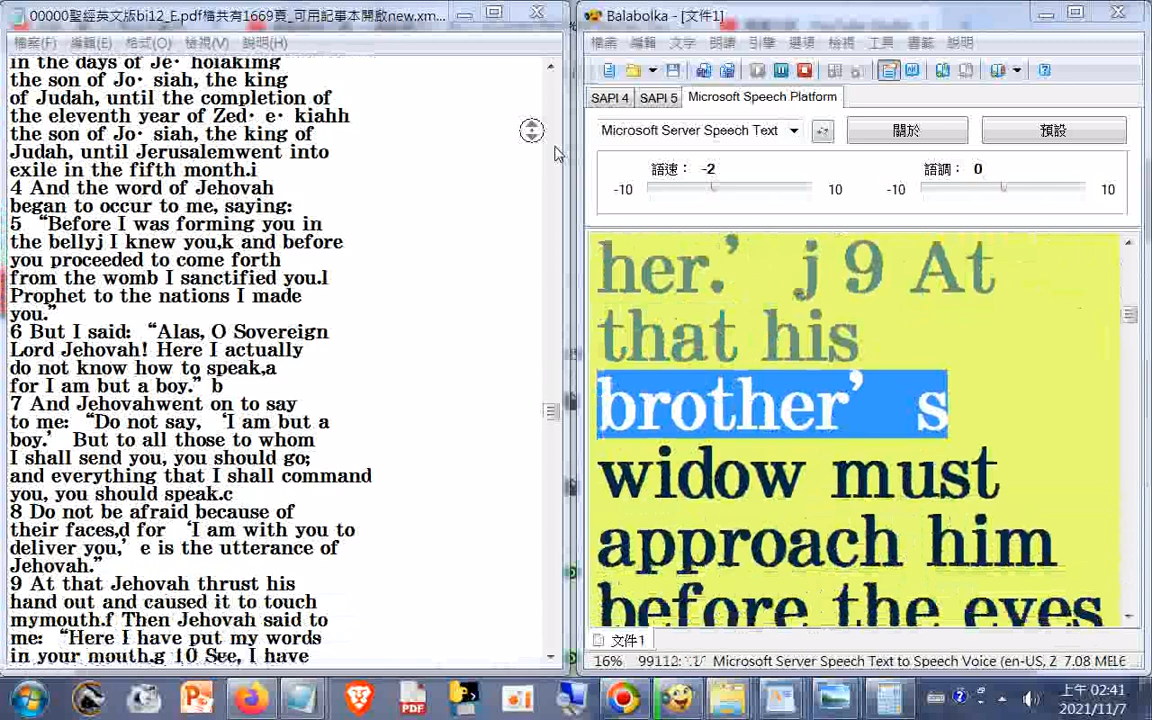 00000聖經英文版bi12_E.pdf檔共有1669頁_可用記事本開啟new.xm...
檔案(F) 編輯(E) 格式(O) 檢視(V) 說明(H)
in the days of Je· hoiakimg
the son of Jo· siah, the king
of Judah, until the completion of
the eleventh year of Zed· e· kiahh
the son of Jo· siah, the king of
Judah, until Jerusalemwent into
exile in the fifth month.i
4 And the word of Jehovah
began to occur to me, saying:
5 “Before I was forming you in
the bellyj I knew you,k and before
you proceeded to come forth
from the womb I sanctified you.l
Prophet to the nations I made
you.”
6 But I said: “Alas, O Sovereign
Lord Jehovah! Here I actually
do not know how to speak,a
for I am but a boy.” b
7 And Jehovahwent on to say
to me: “Do not say, ‘I am but a
boy.’ But to all those to whom
I shall send you, you should go;
and everything that I shall command
you, you should speak.c
8 Do not be afraid because of
their faces,d for ‘I am with you to
deliver you,’ e is the utterance of
Jehovah.”
9 At that Jehovah thrust his
hand out and caused it to touch
mymouth.f Then Jehovah said to
me: “Here I have put my words
in your mouth.g 10 See, I have
Balabolka - [文件1]
檔案 編輯 文字 朗讀 引擎 選項 檢視 工具 書籤 說明
SAPI 4 SAPI 5 Microsoft Speech Platform
Microsoft Server Speech Text 關於 預設
語速： -2 語調： 0
-10 10 -10 10
her.’ j 9 At
that his
brother’ s
widow must
approach him
before the eyes
文件1
16% Microsoft Server Speech Text to Speech Voice (en-US, Z 7.08
PDF
上午 02:41
2021/11/7